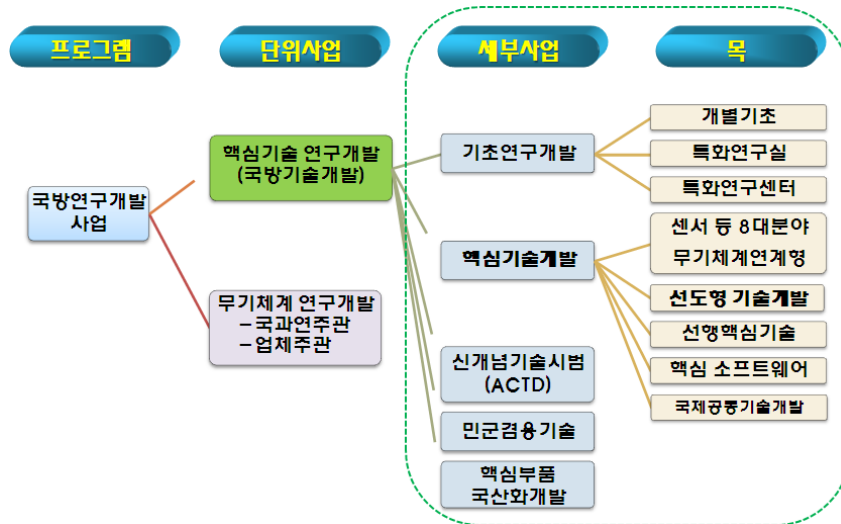 프로그램
단위사업
세부사업
목
국방연구개발
사업
핵심기술 연구개발
(국방기술개발)
무기체계 연구개발
–국과연주관
–업체주관
기초연구개발
핵심기술개발
신개념기술시범
(ACTD)
민군겸용기술
핵심부품
국산화개발
개별기초
특화연구실
특화연구센터
센서 등 8대분야
무기체계연계형
선도형 기술개발
선행핵심기술
핵심 소프트웨어
국제공동기술개발